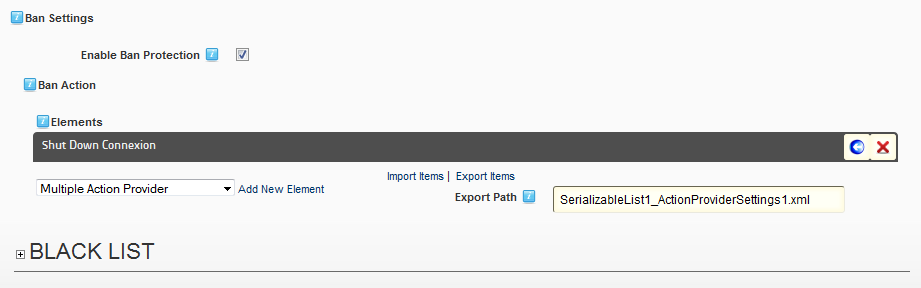 Ban Settings
Enable Ban Protection
Ban Action
Elements
Shut Down Connexion
Import Items | Export Items
Multiple Action Provider Add New Element
Export Path SerializableList1_ActionProviderSettings1.xml
BLACK LIST